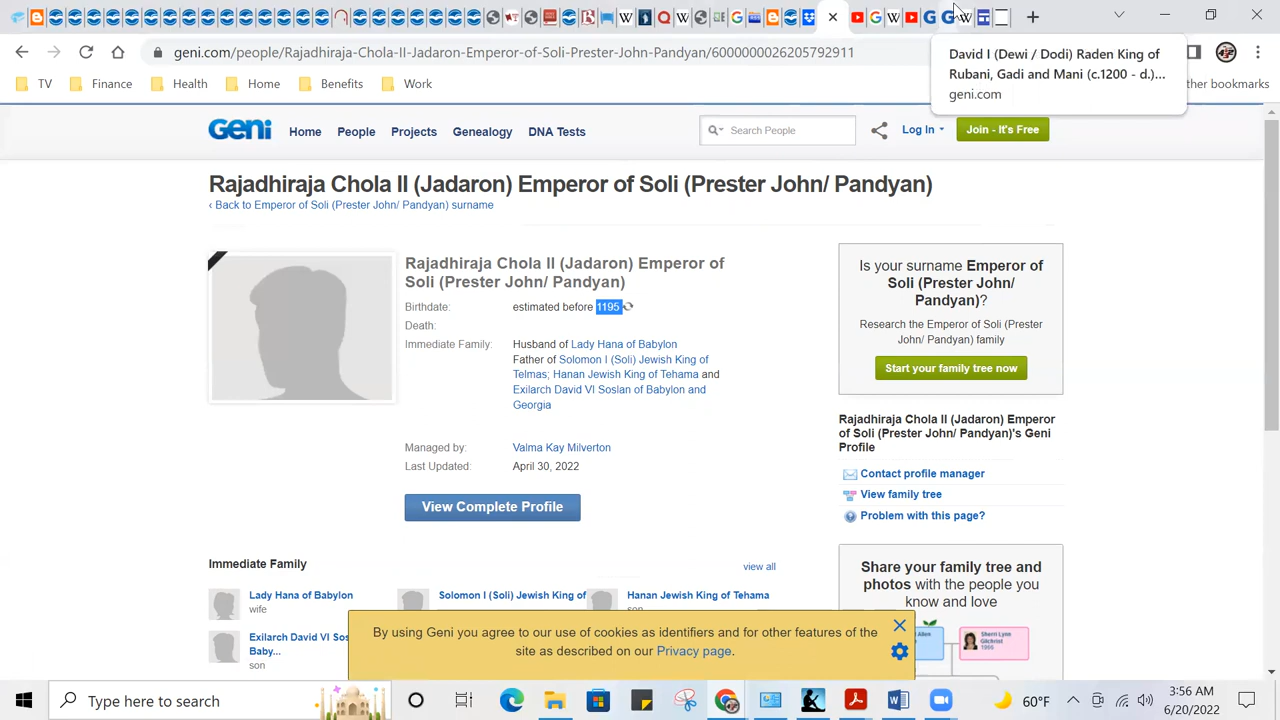 geni.com/people/Rajadhiraja-Chola-II-Jadaron-Emperor-of-Soli-Prester-John-Pandyan/6000000026205792911
David I (Dewi / Dodi) Raden King of
Rubani, Gadi and Mani (c.1200 - d.)...
geni.com
TV
Finance
Health
Home
Benefits
Work
ther bookmarks
Geni
Home
People
Projects
Genealogy
DNA Tests
Search People
Log In
Join - It's Free
Rajadhiraja Chola II (Jadaron) Emperor of Soli (Prester John/ Pandyan)
‹ Back to Emperor of Soli (Prester John/ Pandyan) surname
Rajadhiraja Chola II (Jadaron) Emperor of
Soli (Prester John/ Pandyan)
Birthdate: estimated before 1195
Death:
Immediate Family: Husband of Lady Hana of Babylon
Father of Solomon I (Soli) Jewish King of
Telmas; Hanan Jewish King of Tehama and
Exilarch David VI Soslan of Babylon and
Georgia
Managed by: Valma Kay Milverton
Last Updated: April 30, 2022
View Complete Profile
Is your surname Emperor of
Soli (Prester John/
Pandyan)?
Research the Emperor of Soli (Prester
John/ Pandyan) family
Start your family tree now
Rajadhiraja Chola II (Jadaron) Emperor
of Soli (Prester John/ Pandyan)'s Geni
Profile
Contact profile manager
View family tree
Problem with this page?
Immediate Family
view all
Lady Hana of Babylon
wife
Solomon I (Soli) Jewish King of
Hanan Jewish King of Tehama
son
Exilarch David VI Sos
Baby...
son
Share your family tree and
photos with the people you
know and love
Allen
Sherri Lynn
Gilchrist
By using Geni you agree to our use of cookies as identifiers and for other features of the
site as described on our Privacy page.
Type here to search
60°F
3:56 AM
6/20/2022